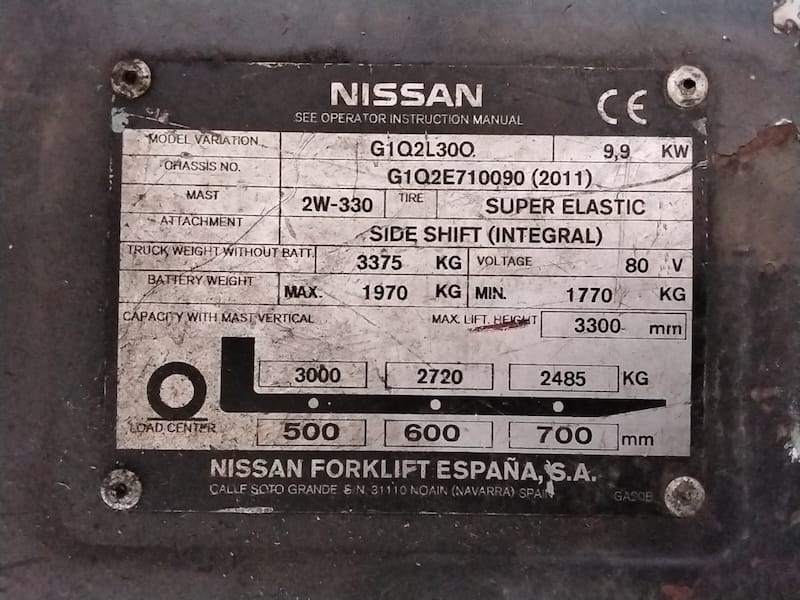 NISSAN
SEE OPERATOR INSTRUCTION MANUAL
CE
MODEL VARIATION G1Q2L30Q. 9,9 KW
CHASSIS NO. G1Q2E710090 (2011)
MAST 2W-330 TIRE SUPER ELASTIC
ATTACHMENT SIDE SHIFT (INTEGRAL)
TRUCK WEIGHT WITHOUT BATT. 3375 KG VOLTAGE 80 V
BATTERY WEIGHT MAX. 1970 KG MIN. 1770 KG
CAPACITY WITH MAST VERTICAL MAX. LIFT. HEIGHT 3300 mm
3000 2720 2485 KG
LOAD CENTER 500 600 700 mm
NISSAN FORKLIFT ESPAÑA, S.A.
CALLE SOTO GRANDE S/N. 31110 NOAIN (NAVARRA) SPAIN GA20B